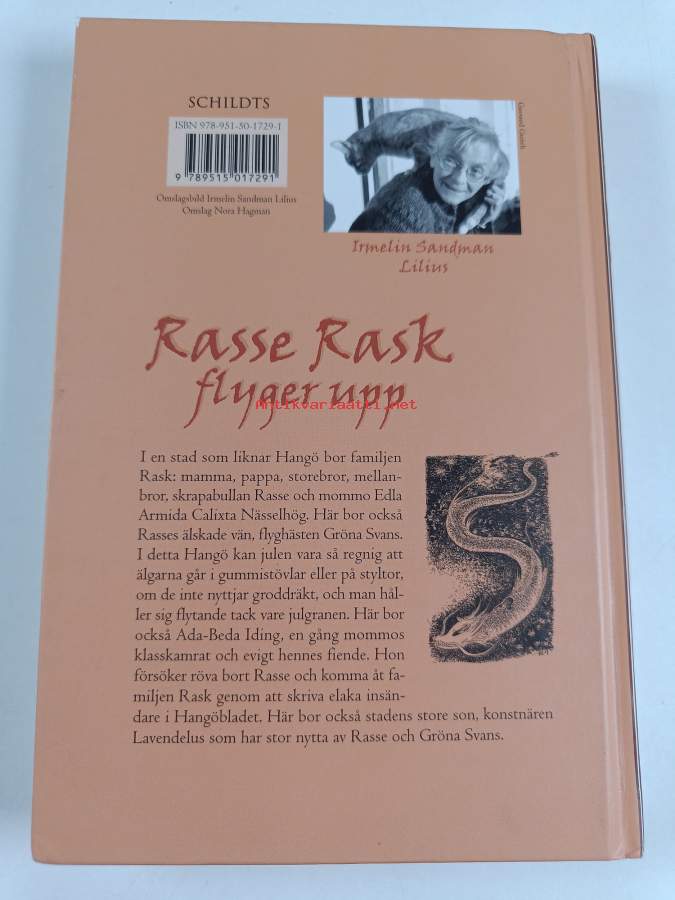 SCHILDTS
ISBN 978-951-50-1729-1
9 789515 017291
Omslagsbild Irmelin Sandman Lilius
Omslag Nora Hagman
Irmelin Sandman
Lilius
Rasse Rask
flyger upp
Antikvariaatti.net
I en stad som liknar Hangö bor familjen
Rask: mamma, pappa, storebror, mellan-
bror, skrapabullan Rasse och mommo Edla
Armida Calixta Nässelhög. Här bor också
Rasses älskade vän, flyghästen Gröna Svans.
I detta Hangö kan julen vara så regnig att
älgarna går i gummistövlar eller på styltor,
om de inte nyttjar groddräkt, och man hål-
ler sig flytande tack vare julgranen. Här bor
också Ada-Beda Iding, en gång mommos
klasskamrat och evigt hennes fiende. Hon
försöker röva bort Rasse och komma åt fa-
miljen Rask genom att skriva elaka insän-
dare i Hangöbladet. Här bor också stadens store son, konstnären
Lavendelus som har stor nytta av Rasse och Gröna Svans.